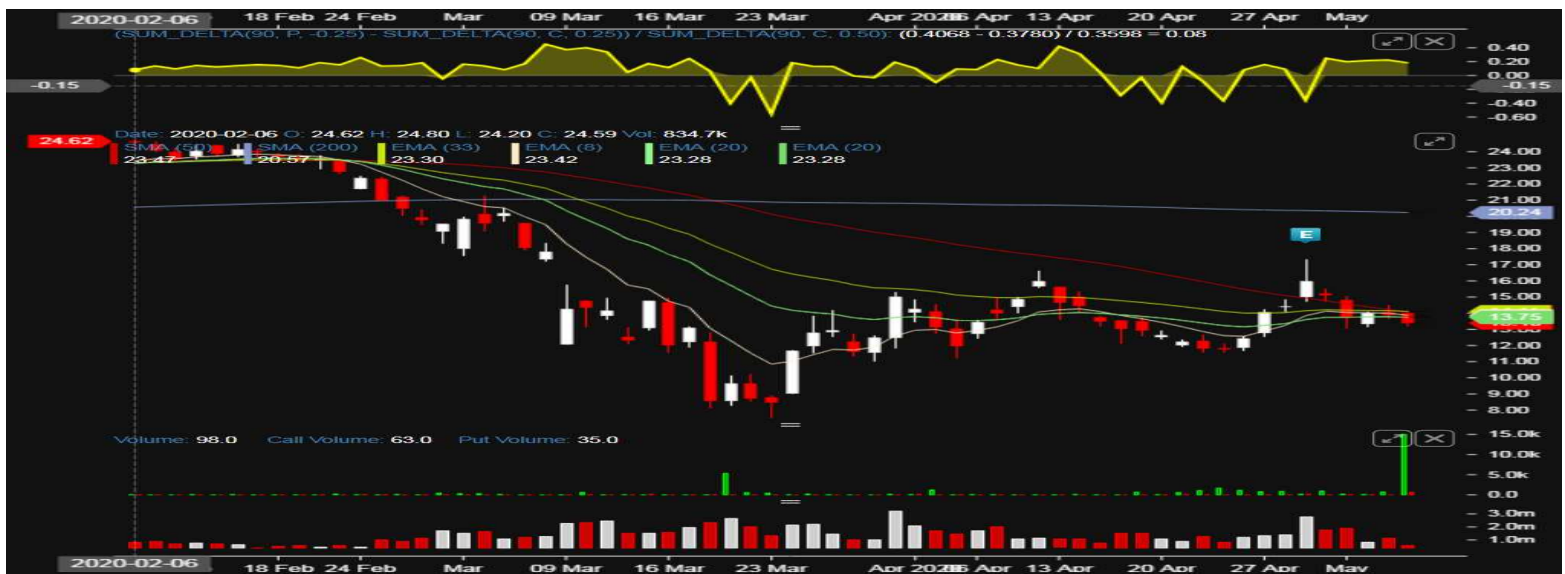 2020-02-06 18 Feb 24 Feb Mar 09 Mar 16 Mar 23 Mar Apr 2020 06 Apr 13 Apr 20 Apr 27 Apr May
(SUM_DELTA(90, P, -0.25) - SUM_DELTA(90, C, 0.25)) / SUM_DELTA(90, C, 0.50): (0.4068 - 0.3780) / 0.3598 = 0.08
0.40
0.20
0.00
-0.15 -0.15
-0.40
-0.60
Date: 2020-02-06 O: 24.62 H: 24.80 L: 24.20 C: 24.59 Vol: 834.7k
24.62
SMA (50) SMA (200) EMA (33) EMA (8) EMA (20) EMA (20)
23.47 20.57 23.30 23.42 23.28 23.28
24.00
23.00
22.00
21.00
20.24
19.00
E
18.00
17.00
16.00
15.00
13.75
13.00
12.00
11.00
10.00
9.00
8.00
Volume: 98.0 Call Volume: 63.0 Put Volume: 35.0
15.0k
10.0k
5.0k
0.0
3.0m
2.0m
1.0m
2020-02-06 18 Feb 24 Feb Mar 09 Mar 16 Mar 23 Mar Apr 2020 06 Apr 13 Apr 20 Apr 27 Apr May